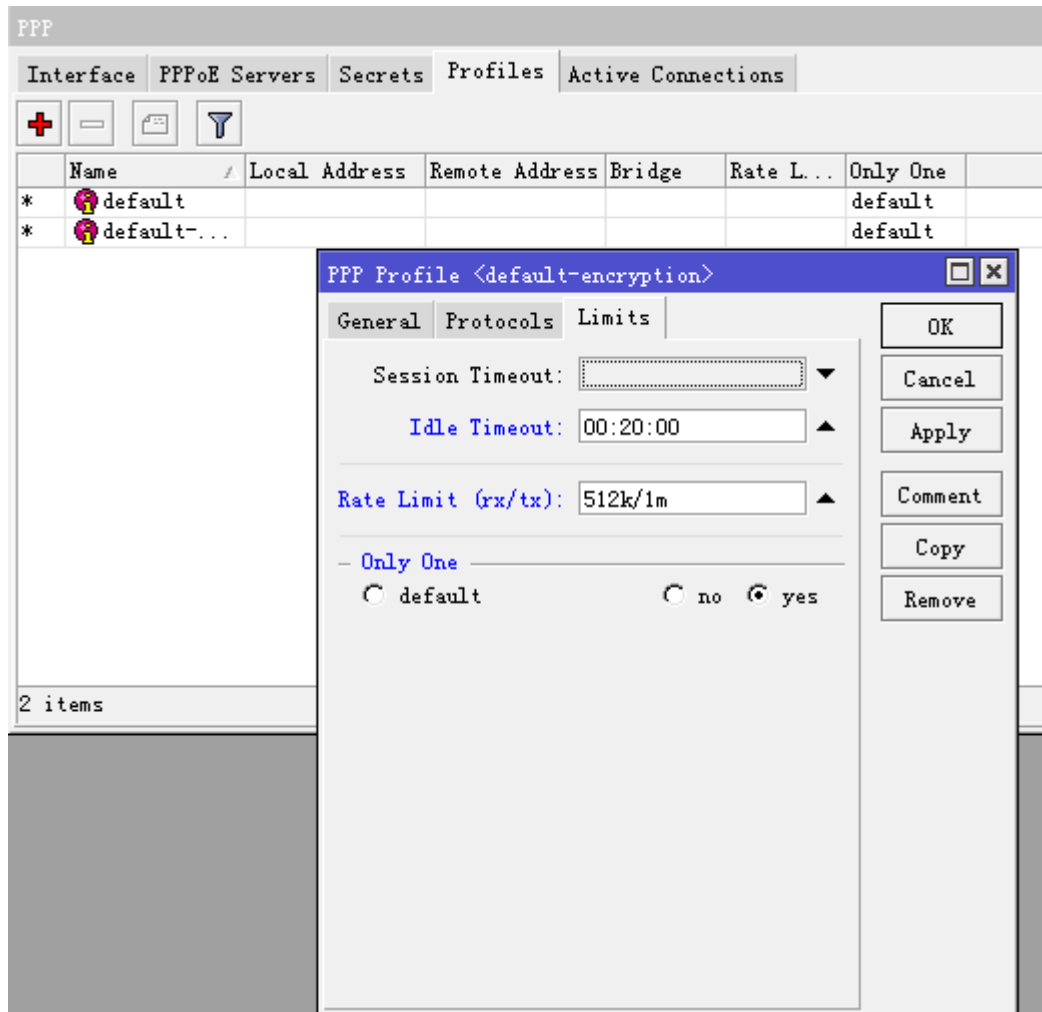 PPP
Interface PPPoE Servers Secrets Profiles Active Connections
Name Local Address Remote Address Bridge Rate L... Only One
* default default
* default-... default
PPP Profile <default-encryption>
General Protocols Limits
OK
Session Timeout:
Cancel
Idle Timeout: 00:20:00
Apply
Rate Limit (rx/tx): 512k/1m
Comment
Copy
Only One
default no yes
Remove
2 items